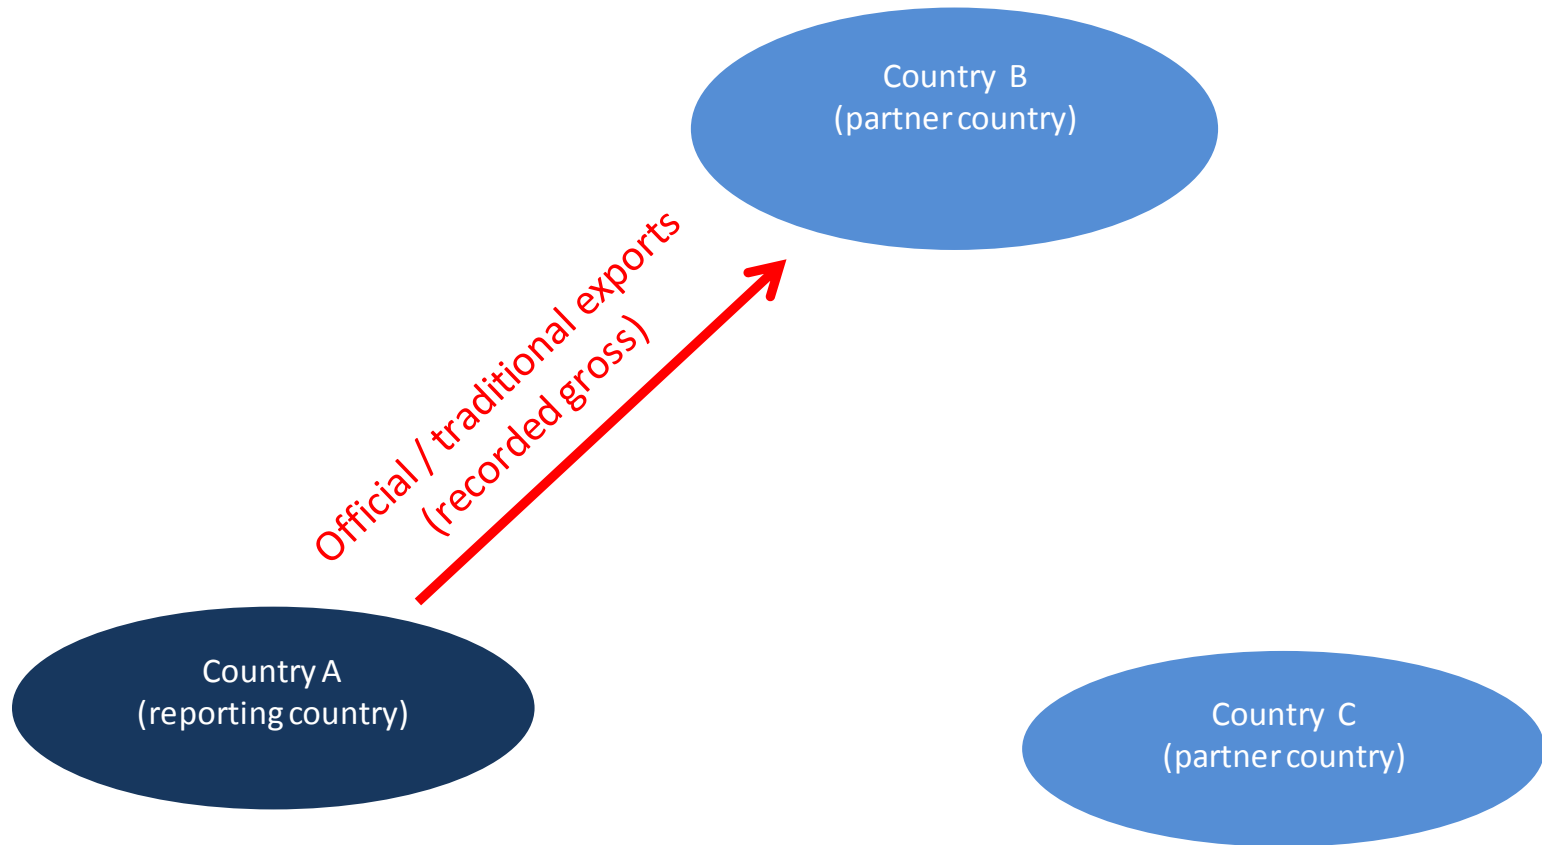 Country B
(partner country)
Official / traditional exports
(recorded gross)
Country A
(reporting country)
Country C
(partner country)